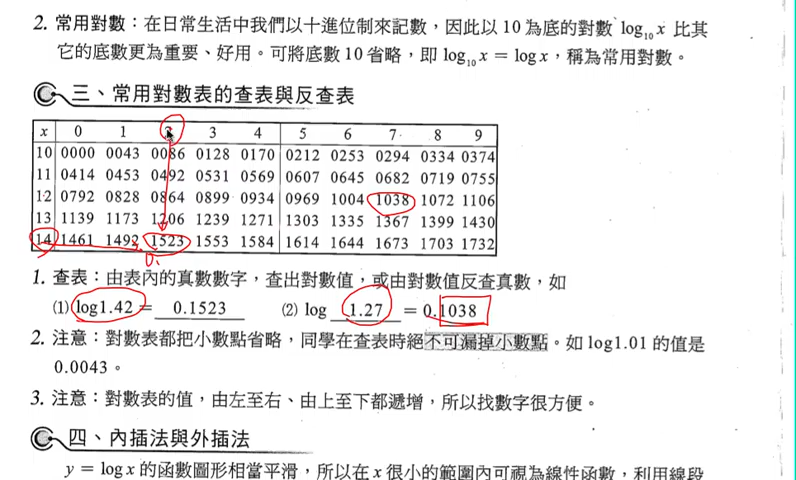 2. 常用對數：在日常生活中我們以十進位制來記數，因此以 10 為底的對數 log₁₀ x 比其
它的底數更為重要、好用。可將底數 10 省略，即 log₁₀ x = log x，稱為常用對數。
三、常用對數表的查表與反查表
x 0 1 2 3 4 5 6 7 8 9
10 0000 0043 0086 0128 0170 0212 0253 0294 0334 0374
11 0414 0453 0492 0531 0569 0607 0645 0682 0719 0755
12 0792 0828 0864 0899 0934 0969 1004 1038 1072 1106
13 1139 1173 1206 1239 1271 1303 1335 1367 1399 1430
14 1461 1492 1523 1553 1584 1614 1644 1673 1703 1732
0.
1. 查表：由表內的真數數字，查出對數值，或由對數值反查真數，如
(1) log1.42 = 0.1523 (2) log 1.27 = 0.1038
2. 注意：對數表都把小數點省略，同學在查表時絕不可漏掉小數點。如 log1.01 的值是
0.0043。
3. 注意：對數表的值，由左至右、由上至下都遞增，所以找數字很方便。
四、內插法與外插法
y = log x 的函數圖形相當平滑，所以在 x 很小的範圍內可視為線性函數，利用線段